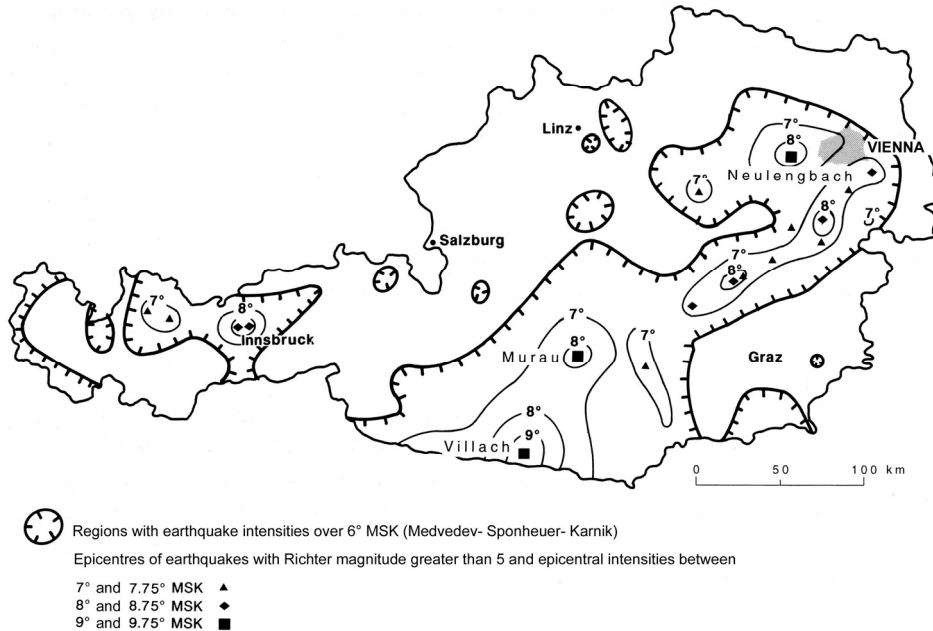 7°
8°
Linz
VIENNA
Neulengbach
7°
8°
7°
Salzburg
8°
7°
8°
Innsbruck
7°
7°
8°
Murau
Graz
8°
9°
Villach
0 50 100 km
Regions with earthquake intensities over 6° MSK (Medvedev- Sponheuer- Karnik)
Epicentres of earthquakes with Richter magnitude greater than 5 and epicentral intensities between
7° and 7.75° MSK
8° and 8.75° MSK
9° and 9.75° MSK